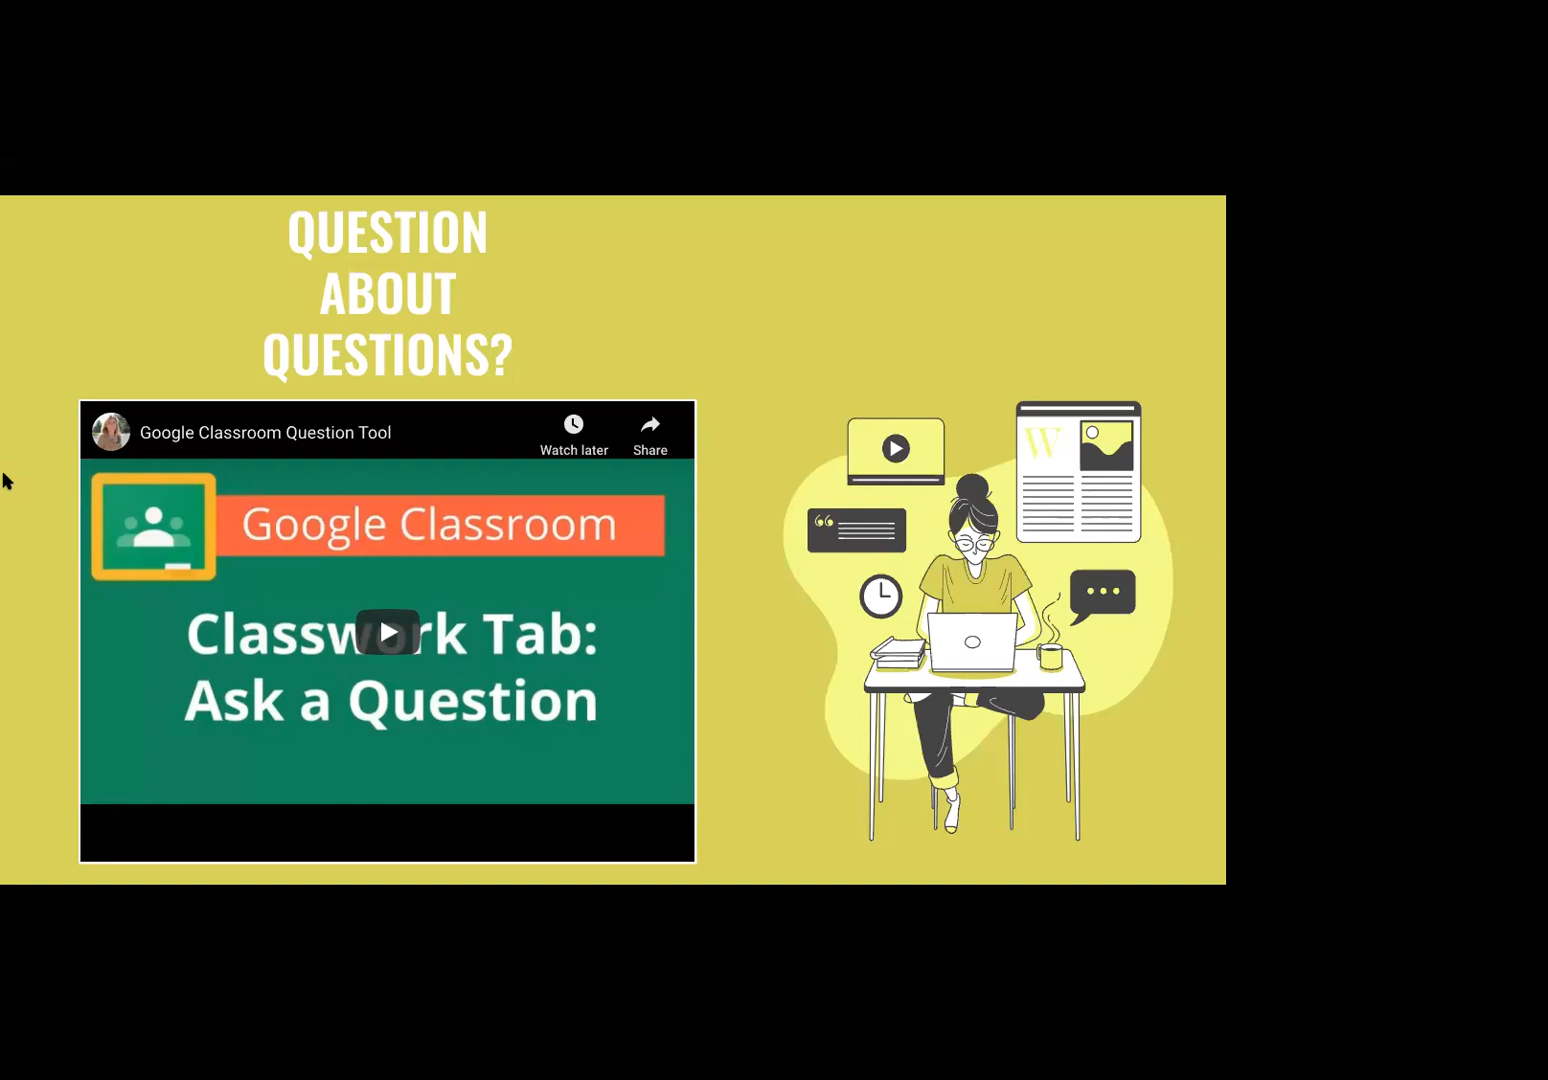 QUESTION
ABOUT
QUESTIONS?
Google Classroom Question Tool
Watch later
Share
Google Classroom
Classwork Tab:
Ask a Question
W